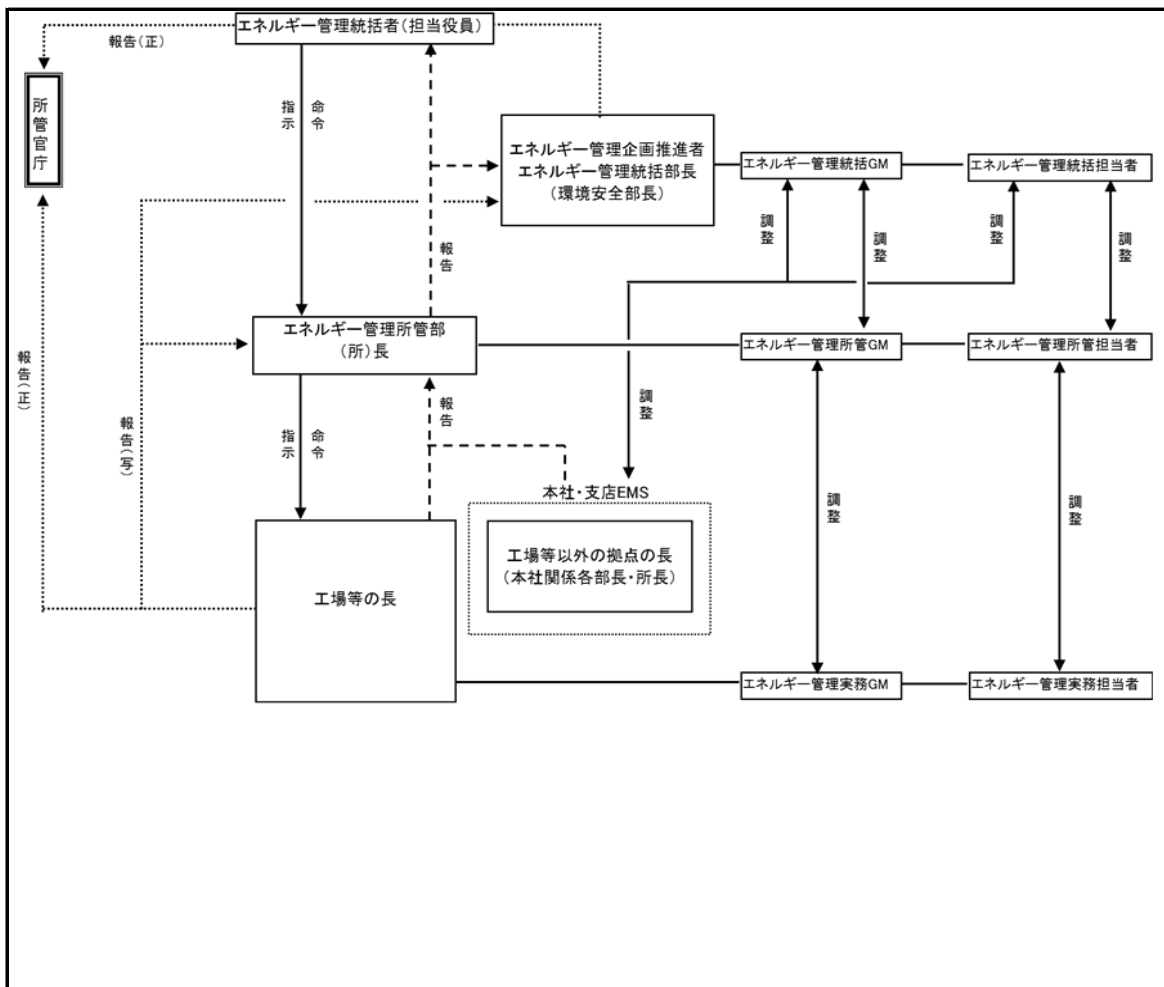 エネルギー管理統括者(担当役員)
報告(正)
所管官庁
指示
命令
エネルギー管理企画推進者
エネルギー管理統括部長
(環境安全部長)
エネルギー管理統括GM
エネルギー管理統括担当者
調整
調整
調整
調整
報告
エネルギー管理所管部
(所)長
エネルギー管理所管GM
エネルギー管理所管担当者
報告(正)
報告(写)
指示
命令
報告
調整
本社・支店EMS
工場等以外の拠点の長
(本社関係各部長・所長)
調整
調整
工場等の長
エネルギー管理実務GM
エネルギー管理実務担当者